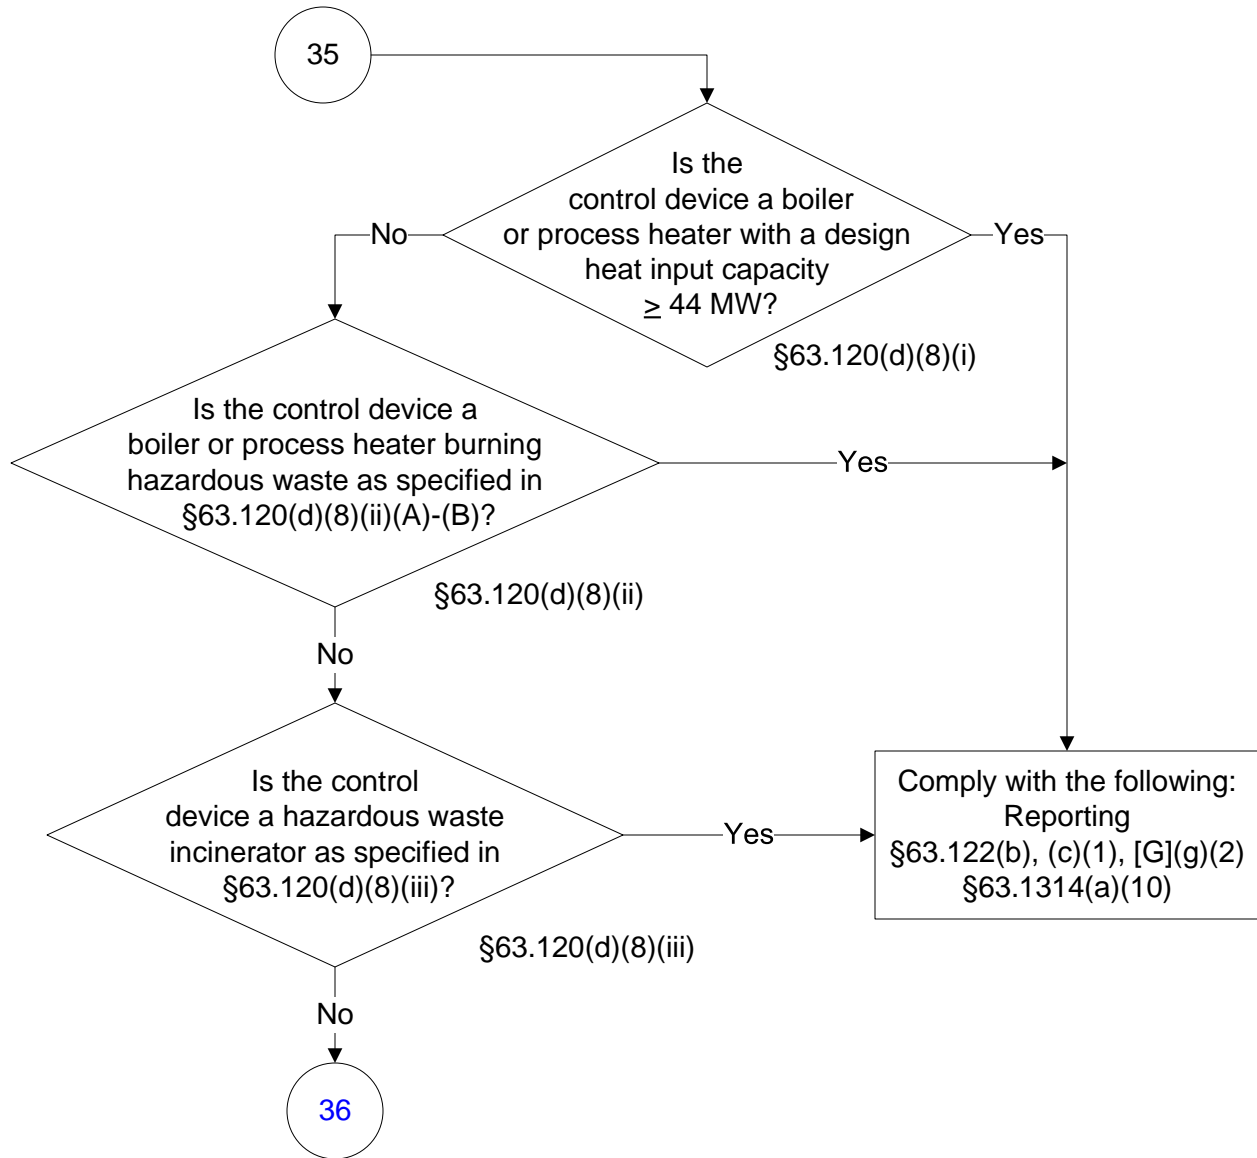 35
Is the
control device a boiler
or process heater with a design
heat input capacity
≥ 44 MW?
No
Yes
§63.120(d)(8)(i)
Is the control device a
boiler or process heater burning
hazardous waste as specified in
§63.120(d)(8)(ii)(A)-(B)?
Yes
§63.120(d)(8)(ii)
No
Is the control
device a hazardous waste
incinerator as specified in
§63.120(d)(8)(iii)?
Yes
§63.120(d)(8)(iii)
Comply with the following:
Reporting
§63.122(b), (c)(1), [G](g)(2)
§63.1314(a)(10)
No
36